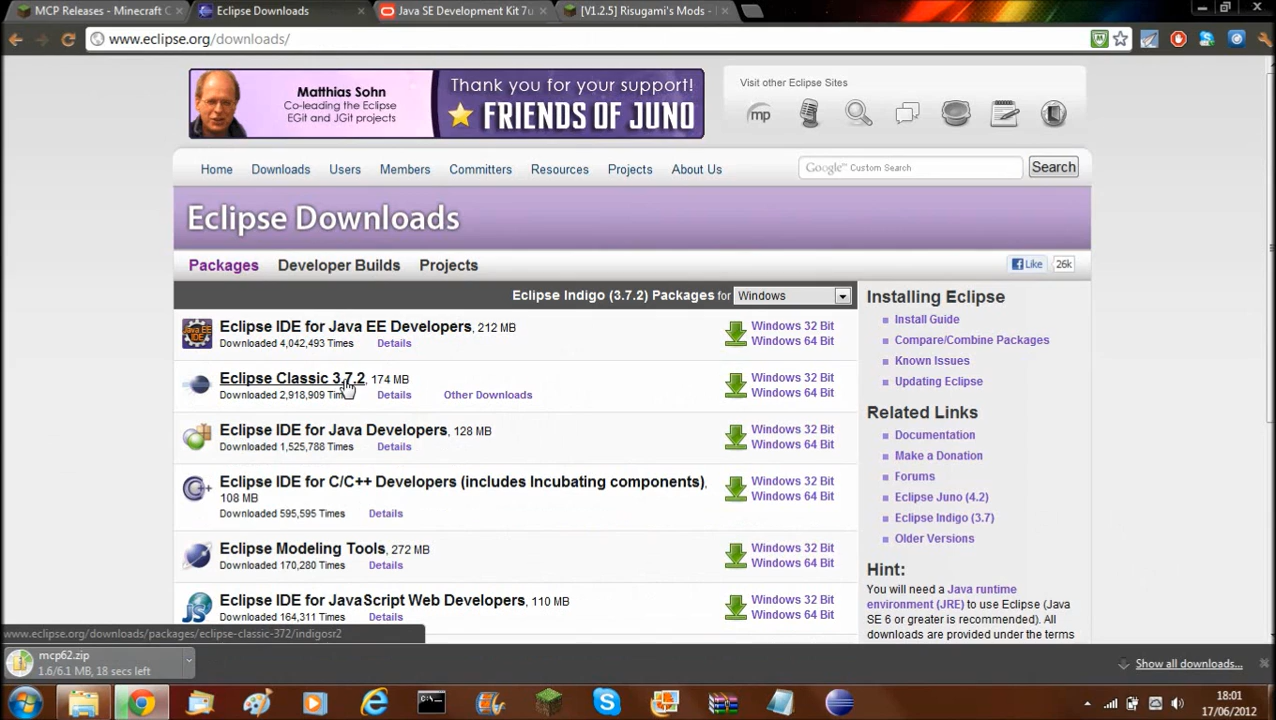 MCP Releases - Minecraft C
Eclipse Downloads
Java SE Development Kit 7u
[V1.2.5] Risugami's Mods -
www.eclipse.org/downloads/
Matthias Sohn
Co-leading the Eclipse
EGit and JGit projects
Thank you for your support!
FRIENDS OF JUNO
Visit other Eclipse Sites
mp
Home Downloads Users Members Committers Resources Projects About Us
Google™ Custom Search
Search
Eclipse Downloads
Packages Developer Builds Projects
Like 26k
Eclipse Indigo (3.7.2) Packages for Windows
Java EE
IDE
Eclipse IDE for Java EE Developers, 212 MB
Downloaded 4,042,493 Times Details
Windows 32 Bit
Windows 64 Bit
Eclipse Classic 3.7.2, 174 MB
Downloaded 2,918,909 Details Other Downloads
Windows 32 Bit
Windows 64 Bit
Eclipse IDE for Java Developers, 128 MB
Downloaded 1,525,788 Times Details
Windows 32 Bit
Windows 64 Bit
Eclipse IDE for C/C++ Developers (includes Incubating components),
108 MB
Downloaded 595,595 Times Details
Windows 32 Bit
Windows 64 Bit
Eclipse Modeling Tools, 272 MB
Downloaded 170,280 Times Details
Windows 32 Bit
Windows 64 Bit
JS
Eclipse IDE for JavaScript Web Developers, 110 MB
Downloaded 164,311 Times Details
Windows 32 Bit
Windows 64 Bit
Installing Eclipse
Install Guide
Compare/Combine Packages
Known Issues
Updating Eclipse
Related Links
Documentation
Make a Donation
Forums
Eclipse Juno (4.2)
Eclipse Indigo (3.7)
Older Versions
Hint:
You will need a Java runtime
environment (JRE) to use Eclipse (Java
SE 6 or greater is recommended). All
downloads are provided under the terms
www.eclipse.org/downloads/packages/eclipse-classic-372/indigosr2
mcp62.zip
1.6/6.1 MB, 18 secs left
Show all downloads...
18:01
17/06/2012